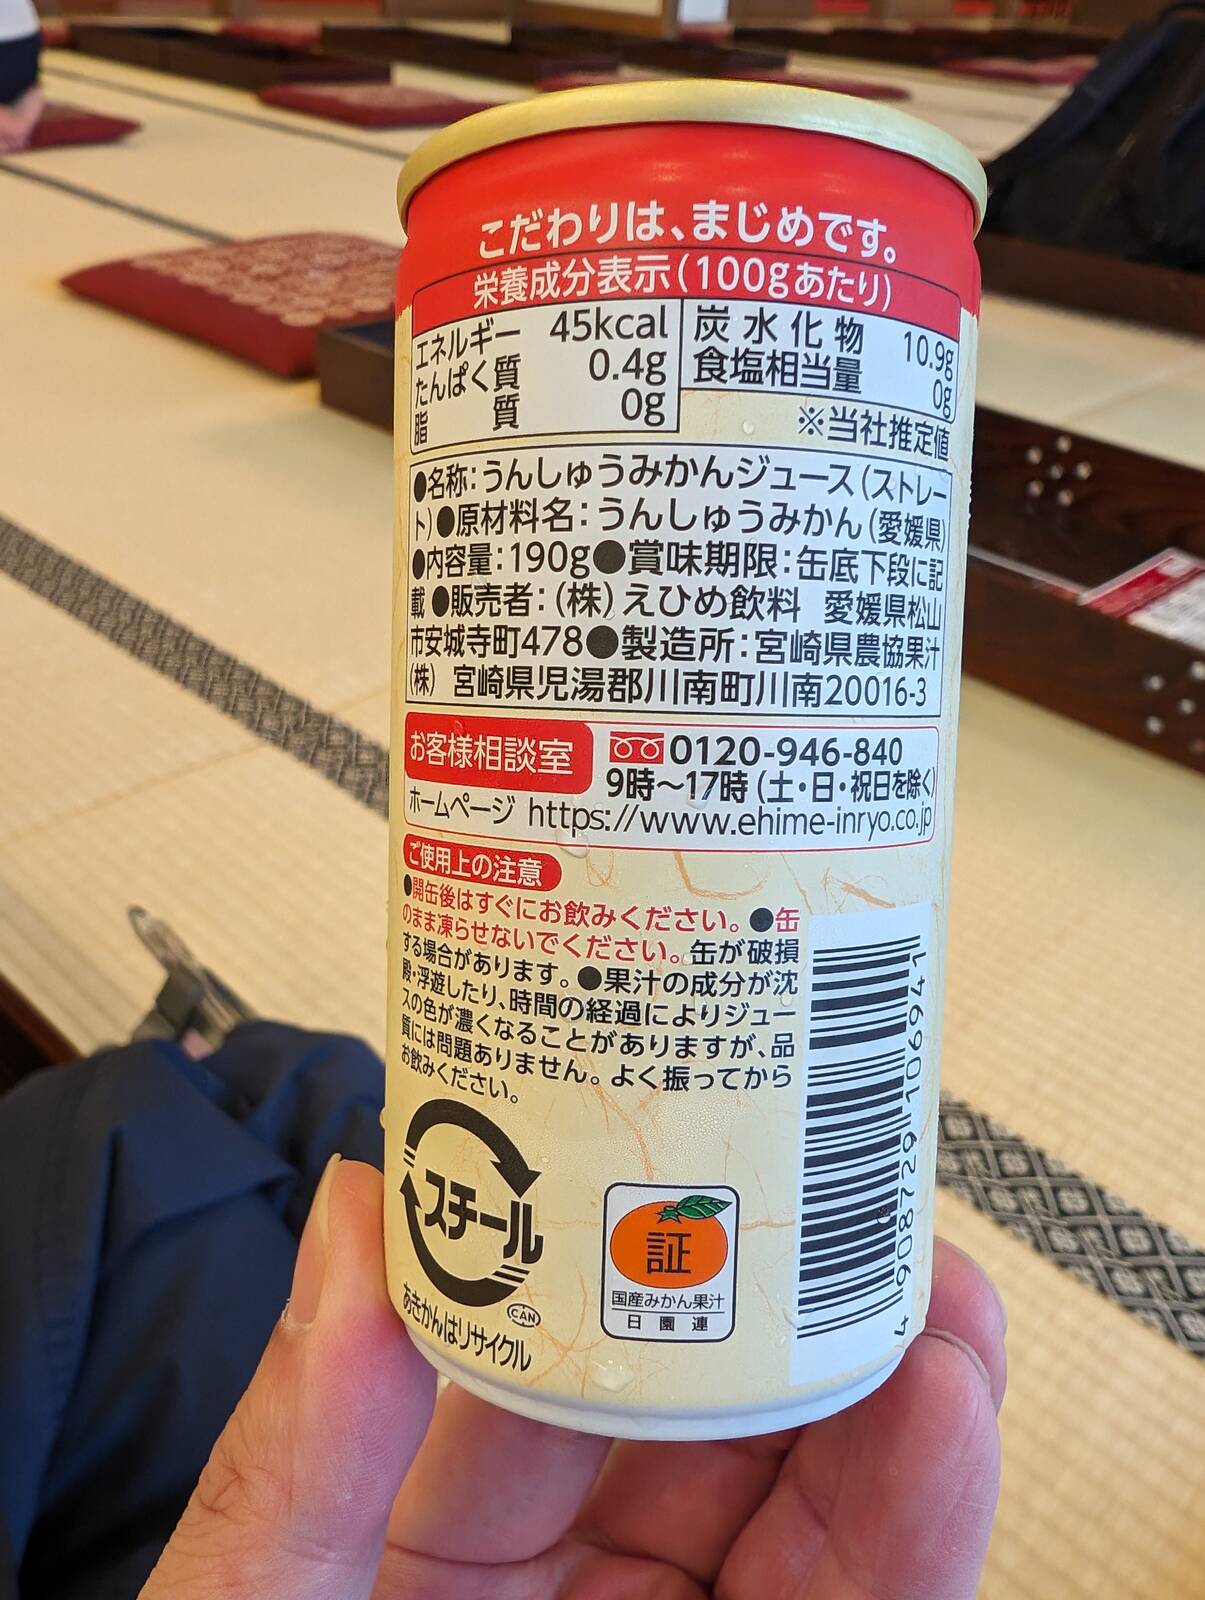 こだわりは、まじめです。
栄養成分表示(100gあたり)
エネルギー 45kcal
たんぱく質 0.4g
脂質 0g
炭水化物 10.9g
食塩相当量 0g
※当社推定値
●名称:うんしゅうみかんジュース(ストレー
ト)●原材料名:うんしゅうみかん(愛媛県)
●内容量:190g●賞味期限:缶底下段に記
載●販売者:(株)えひめ飲料 愛媛県松山
市安城寺町478●製造所:宮崎県農協果汁
(株) 宮崎県児湯郡川南町川南20016-3
お客様相談室 0120-946-840
9時〜17時(土・日・祝日を除く)
ホームページ https://www.ehime-inryo.co.jp
ご使用上の注意
●開缶後はすぐにお飲みください。●缶
のまま凍らせないでください。缶が破損
する場合があります。●果汁の成分が沈
殿・浮遊したり、時間の経過によりジュー
スの色が濃くなることがありますが、品
質には問題ありません。よく振ってから
お飲みください。
スチール
CAN
あきかんはリサイクル
証
国産みかん果汁
日園連
4 908729 106941